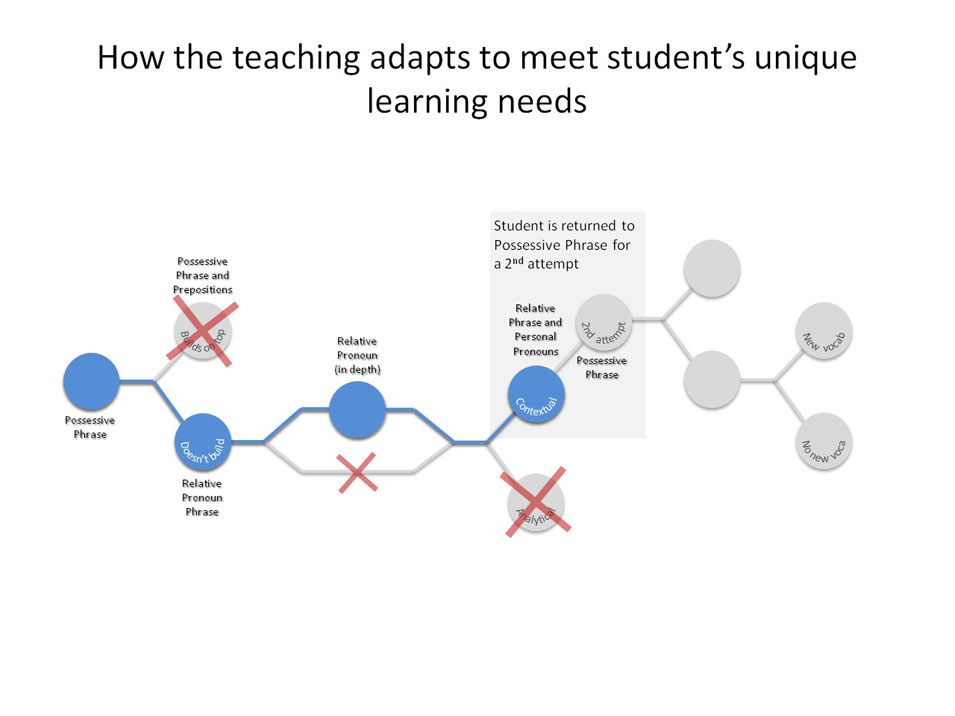 How the teaching adapts to meet student’s unique
learning needs
Student is returned to
Possessive Phrase for
a 2nd attempt
Possessive
Phrase and
Prepositions
Builds on top
Relative
Phrase and
Personal
Pronouns
2nd attempt
New vocab
Relative
Pronoun
(in depth)
Possessive
Phrase
Contextual
Possessive
Phrase
Doesn't build
No new voca
Relative
Pronoun
Phrase
Analytical